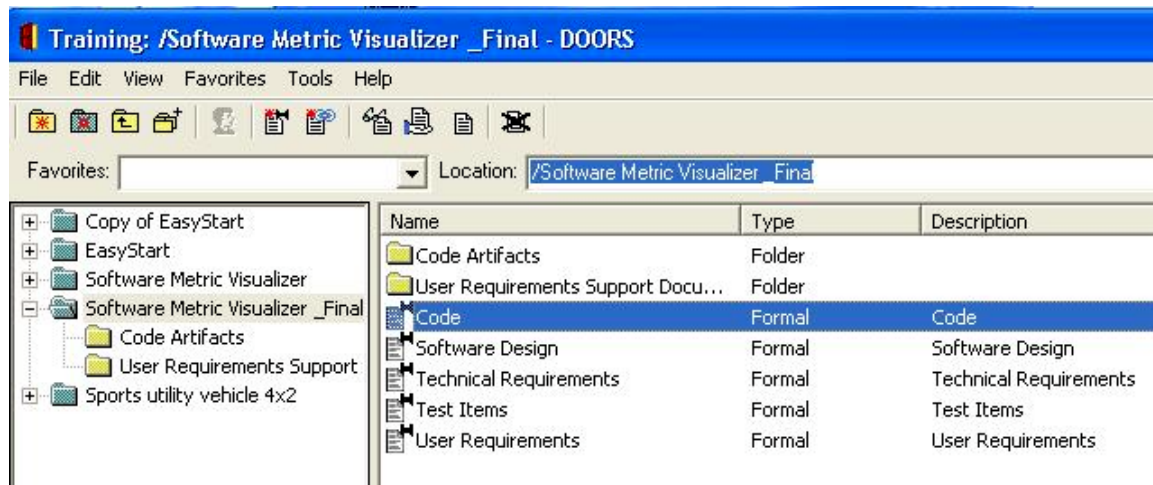 Training: /Software Metric Visualizer _Final - DOORS
File Edit View Favorites Tools Help
Favorites: Location: /Software Metric Visualizer _Final
Copy of EasyStart
EasyStart
Software Metric Visualizer
Software Metric Visualizer _Final
Code Artifacts
User Requirements Support
Sports utility vehicle 4x2
Name Type Description
Code Artifacts Folder
User Requirements Support Docu... Folder
Code Formal Code
Software Design Formal Software Design
Technical Requirements Formal Technical Requirements
Test Items Formal Test Items
User Requirements Formal User Requirements